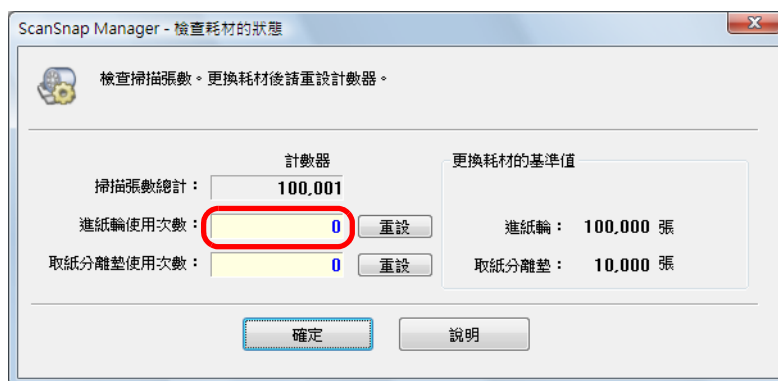 ScanSnap Manager - 檢查耗材的狀態
檢查掃描張數。更換耗材後請重設計數器。
計數器
更換耗材的基準值
掃描張數總計： 100,001
進紙輪使用次數： 0 重設
進紙輪： 100,000 張
取紙分離墊使用次數： 0 重設
取紙分離墊： 10,000 張
確定
說明